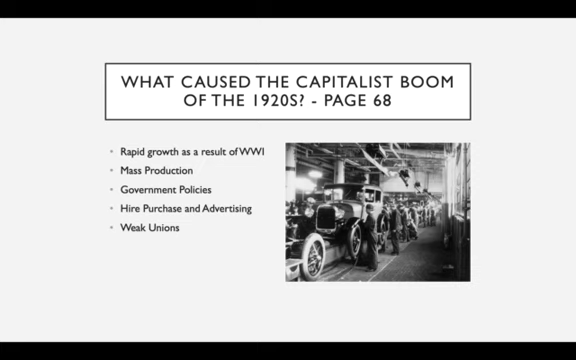 WHAT CAUSED THE CAPITALIST BOOM
OF THE 1920S? - PAGE 68
• Rapid growth as a result of WWI
• Mass Production
• Government Policies
• Hire Purchase and Advertising
• Weak Unions